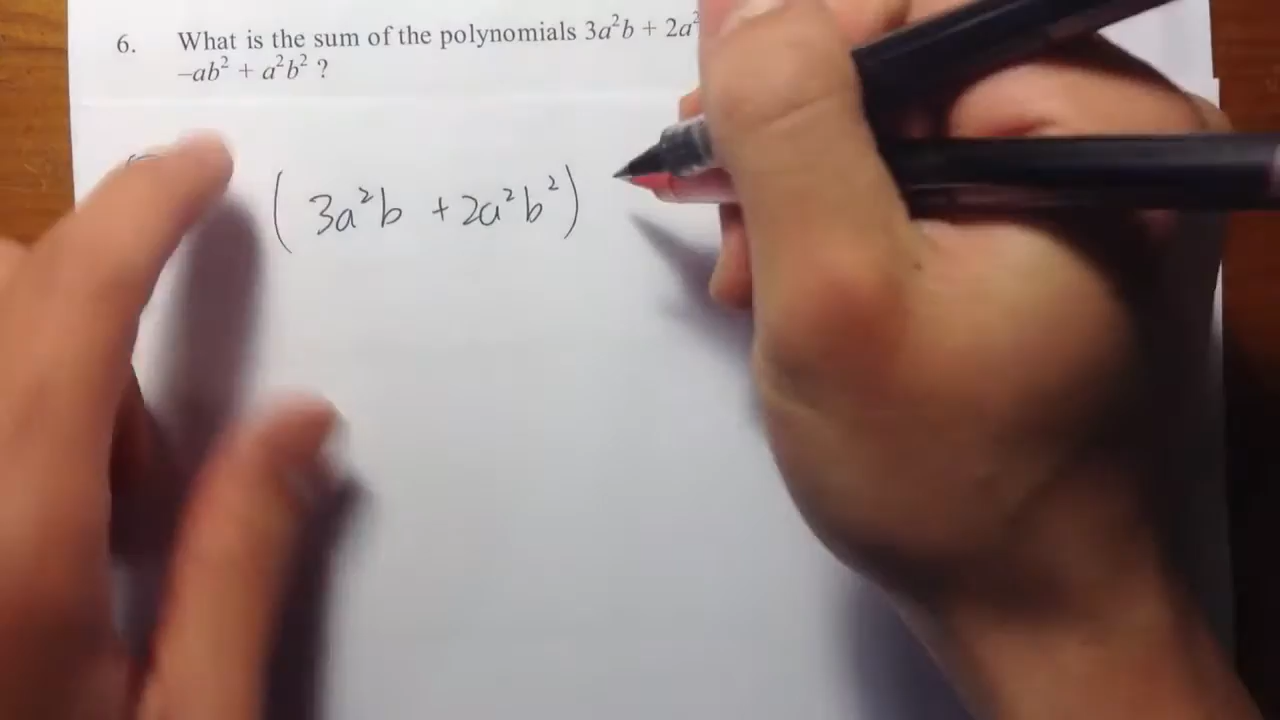 6. What is the sum of the polynomials 3a²b + 2a²
–ab² + a²b² ?
( 3a²b + 2a²b² )